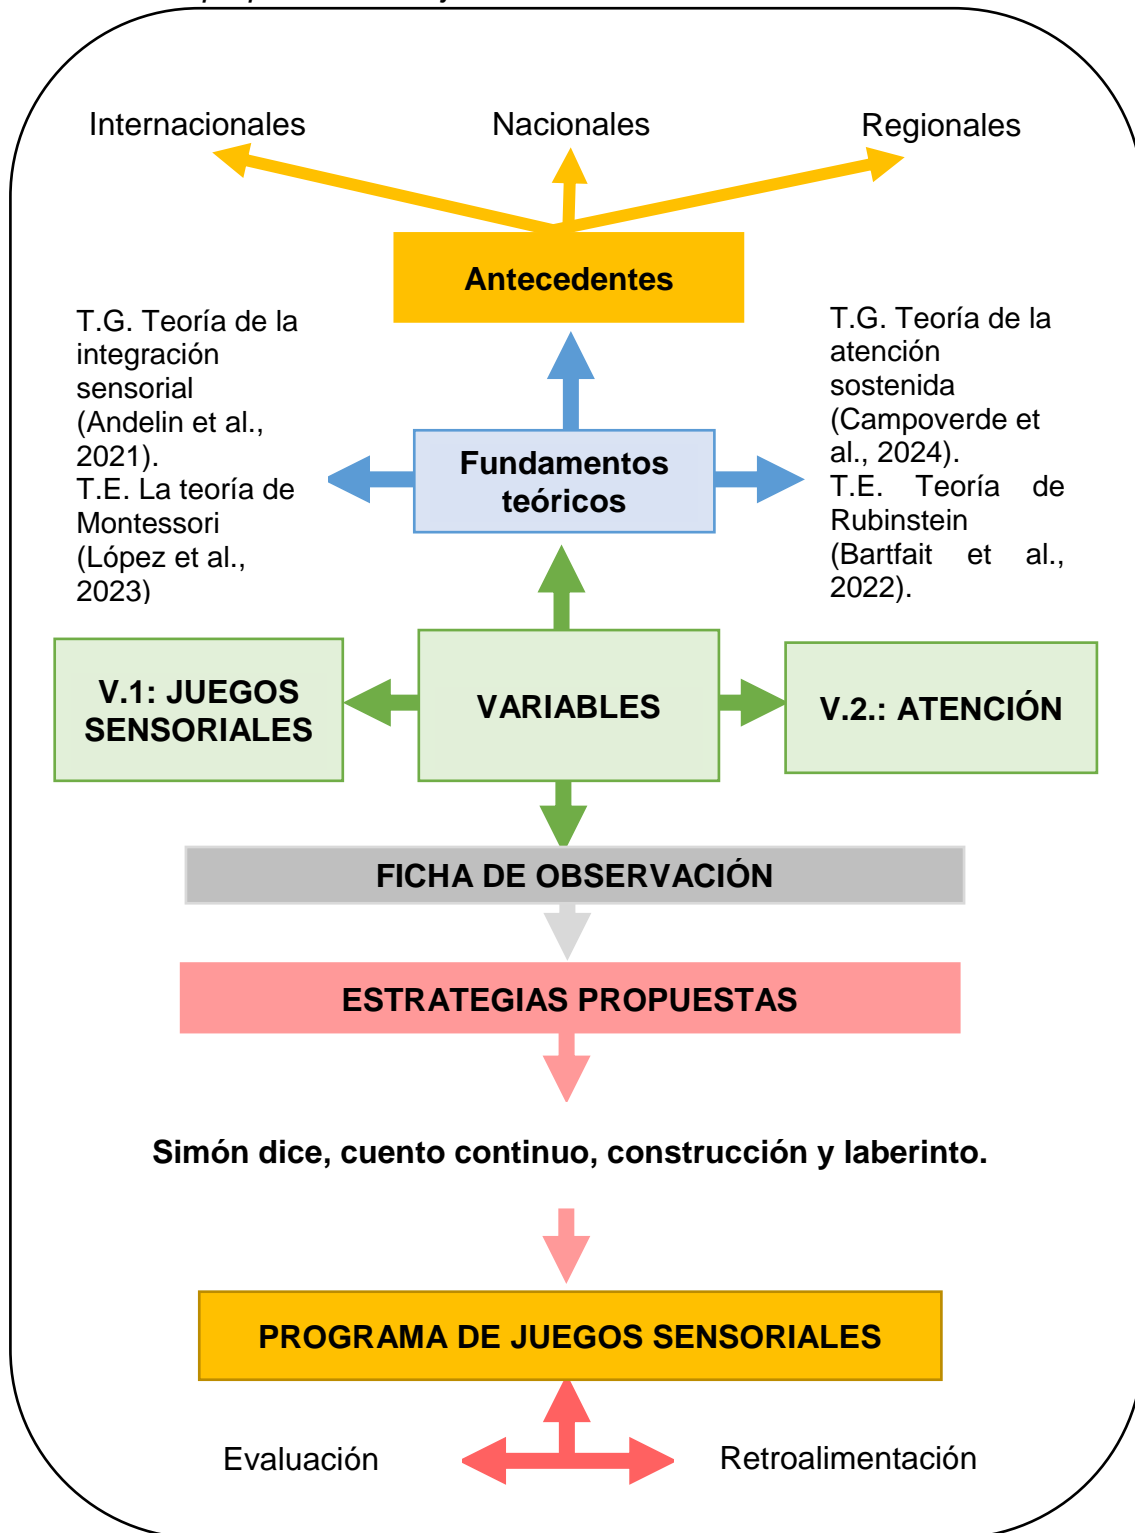 Internacionales
Nacionales
Regionales
Antecedentes
T.G. Teoría de la
integración
sensorial
(Andelin et al.,
2021).
T.E. La teoría de
Montessori
(López et al.,
2023)
Fundamentos
teóricos
T.G. Teoría de la
atención
sostenida
(Campoverde et
al., 2024).
T.E. Teoría de
Rubinstein
(Bartfait et al.,
2022).
V.1: JUEGOS
SENSORIALES
VARIABLES
V.2.: ATENCIÓN
FICHA DE OBSERVACIÓN
ESTRATEGIAS PROPUESTAS
Simón dice, cuento continuo, construcción y laberinto.
PROGRAMA DE JUEGOS SENSORIALES
Evaluación
Retroalimentación